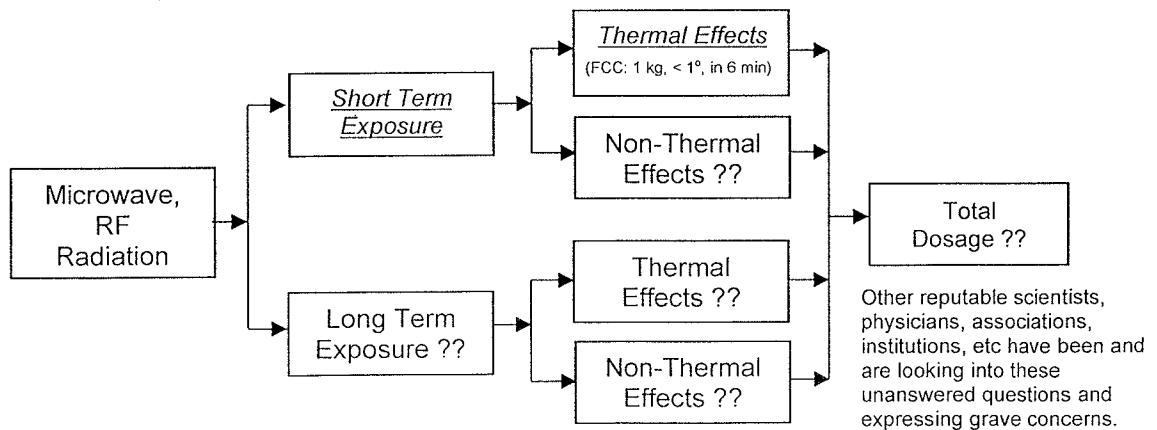 Microwave,
RF
Radiation
Short Term
Exposure
Thermal Effects
(FCC: 1 kg, < 1º, in 6 min)
Non-Thermal
Effects ??
Long Term
Exposure ??
Thermal
Effects ??
Non-Thermal
Effects ??
Total
Dosage ??
Other reputable scientists,
physicians, associations,
institutions, etc have been and
are looking into these
unanswered questions and
expressing grave concerns.